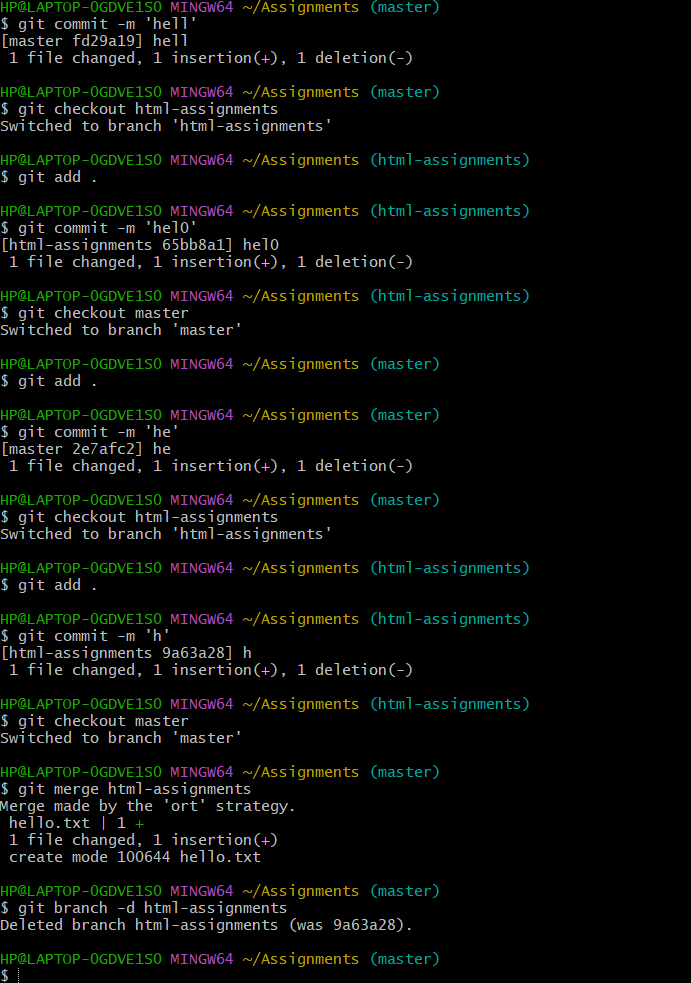 HP@LAPTOP-0GDVE1S0 MINGW64 ~/Assignments (master)
$ git commit -m 'hell'
[master fd29a19] hell
 1 file changed, 1 insertion(+), 1 deletion(-)

HP@LAPTOP-0GDVE1S0 MINGW64 ~/Assignments (master)
$ git checkout html-assignments
Switched to branch 'html-assignments'

HP@LAPTOP-0GDVE1S0 MINGW64 ~/Assignments (html-assignments)
$ git add .

HP@LAPTOP-0GDVE1S0 MINGW64 ~/Assignments (html-assignments)
$ git commit -m 'hel0'
[html-assignments 65bb8a1] hel0
 1 file changed, 1 insertion(+), 1 deletion(-)

HP@LAPTOP-0GDVE1S0 MINGW64 ~/Assignments (html-assignments)
$ git checkout master
Switched to branch 'master'

HP@LAPTOP-0GDVE1S0 MINGW64 ~/Assignments (master)
$ git add .

HP@LAPTOP-0GDVE1S0 MINGW64 ~/Assignments (master)
$ git commit -m 'he'
[master 2e7afc2] he
 1 file changed, 1 insertion(+), 1 deletion(-)

HP@LAPTOP-0GDVE1S0 MINGW64 ~/Assignments (master)
$ git checkout html-assignments
Switched to branch 'html-assignments'

HP@LAPTOP-0GDVE1S0 MINGW64 ~/Assignments (html-assignments)
$ git add .

HP@LAPTOP-0GDVE1S0 MINGW64 ~/Assignments (html-assignments)
$ git commit -m 'h'
[html-assignments 9a63a28] h
 1 file changed, 1 insertion(+), 1 deletion(-)

HP@LAPTOP-0GDVE1S0 MINGW64 ~/Assignments (html-assignments)
$ git checkout master
Switched to branch 'master'

HP@LAPTOP-0GDVE1S0 MINGW64 ~/Assignments (master)
$ git merge html-assignments
Merge made by the 'ort' strategy.
 hello.txt | 1 +
 1 file changed, 1 insertion(+)
 create mode 100644 hello.txt

HP@LAPTOP-0GDVE1S0 MINGW64 ~/Assignments (master)
$ git branch -d html-assignments
Deleted branch html-assignments (was 9a63a28).

HP@LAPTOP-0GDVE1S0 MINGW64 ~/Assignments (master)
$